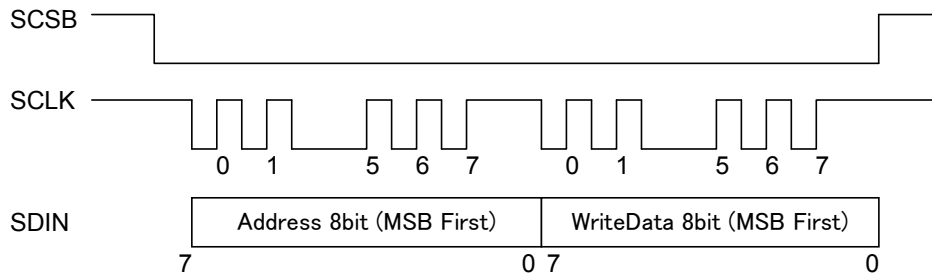 SCSB
SCLK
0 1 5 6 7 0 1 5 6 7
SDIN Address 8bit (MSB First) WriteData 8bit (MSB First)
7 0 7 0